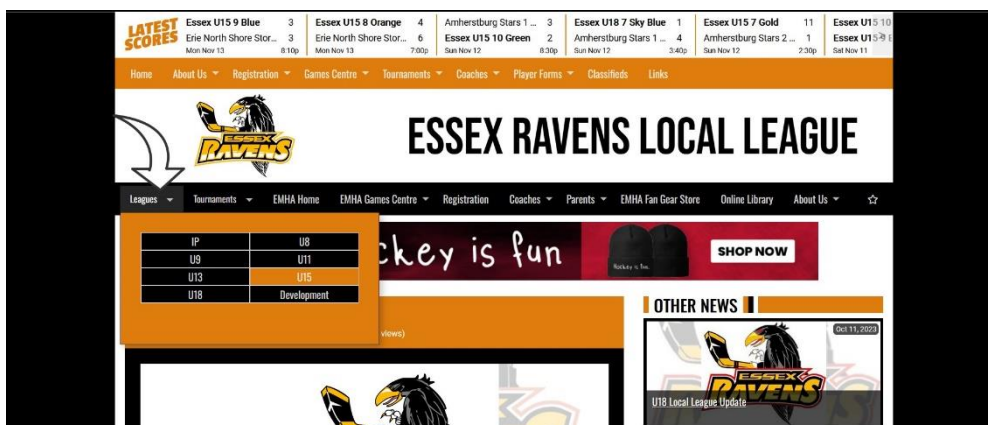 LATEST SCORES
Essex U15 9 Blue 3
Erie North Shore Stor... 3
Mon Nov 13 8:10p
Essex U15 8 Orange 4
Erie North Shore Stor... 6
Mon Nov 13 7:00p
Amherstburg Stars 1 ... 3
Essex U15 10 Green 2
Sun Nov 12 8:30p
Essex U18 7 Sky Blue 1
Amherstburg Stars 1 ... 4
Sun Nov 12 3:40p
Essex U15 7 Gold 11
Amherstburg Stars 2 ... 1
Sun Nov 12 2:30p
Essex U15 10
Essex U15 9
Sat Nov 11
Home About Us Registration Games Centre Tournaments Coaches Player Forms Classifieds Links
ESSEX RAVENS
ESSEX RAVENS LOCAL LEAGUE
Leagues Tournaments EMHA Home EMHA Games Centre Registration Coaches Parents EMHA Fan Gear Store Online Library About Us
IP U8
U9 U11
U13 U15
U18 Development
ckey is fun
Hockey is fun.
SHOP NOW
views)
OTHER NEWS
Oct 11, 2023
ESSEX RAVENS
U18 Local League Update